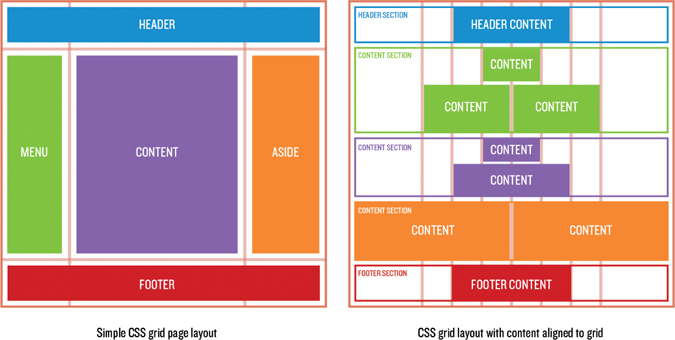 HEADER
MENU
CONTENT
ASIDE
FOOTER
Simple CSS grid page layout
HEADER SECTION
HEADER CONTENT
CONTENT SECTION
CONTENT
CONTENT
CONTENT
CONTENT SECTION
CONTENT
CONTENT
CONTENT SECTION
CONTENT
CONTENT
FOOTER SECTION
FOOTER CONTENT
CSS grid layout with content aligned to grid